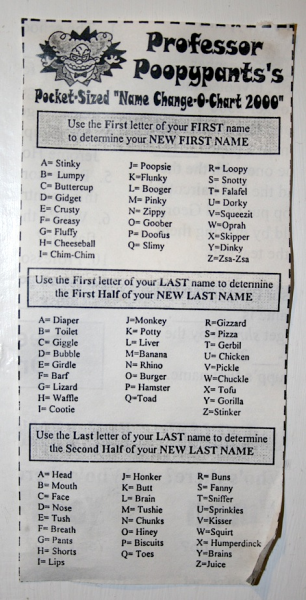 Professor
Poopypants's
Pocket-Sized "Name Change-O-Chart 2000"
Use the First letter of your FIRST name
to determine your NEW FIRST NAME
A= Stinky
B= Lumpy
C= Buttercup
D= Gidget
E= Crusty
F= Greasy
G= Fluffy
H= Cheeseball
I= Chim-Chim
J= Poopsie
K=Flunky
L= Booger
M= Pinky
N= Zippy
O= Goober
P= Doofus
Q= Slimy
R= Loopy
S= Snotty
T= Falafel
U= Dorky
V=Squeezit
W=Oprah
X=Skipper
Y=Dinky
Z=Zsa-Zsa
Use the First letter of your LAST name to determine
the First Half of your NEW LAST NAME
A= Diaper
B= Toilet
C= Giggle
D= Bubble
E= Girdle
F= Barf
G= Lizard
H= Waffle
I= Cootie
J=Monkey
K= Potty
L= Liver
M=Banana
N= Rhino
O= Burger
P= Hamster
Q=Toad
R=Gizzard
S= Pizza
T= Gerbil
U= Chicken
V=Pickle
W=Chuckle
X= Tofu
Y= Gorilla
Z=Stinker
Use the Last letter of your LAST name to determine
the Second Half of your NEW LAST NAME
A= Head
B= Mouth
C= Face
D= Nose
E= Tush
F= Breath
G= Pants
H= Shorts
I= Lips
J= Honker
K= Butt
L= Brain
M= Tushie
N= Chunks
O= Hiney
P= Biscuits
Q= Toes
R= Buns
S= Fanny
T=Sniffer
U=Sprinkles
V=Kisser
W=Squirt
X= Humperdinck
Y=Brains
Z=Juice